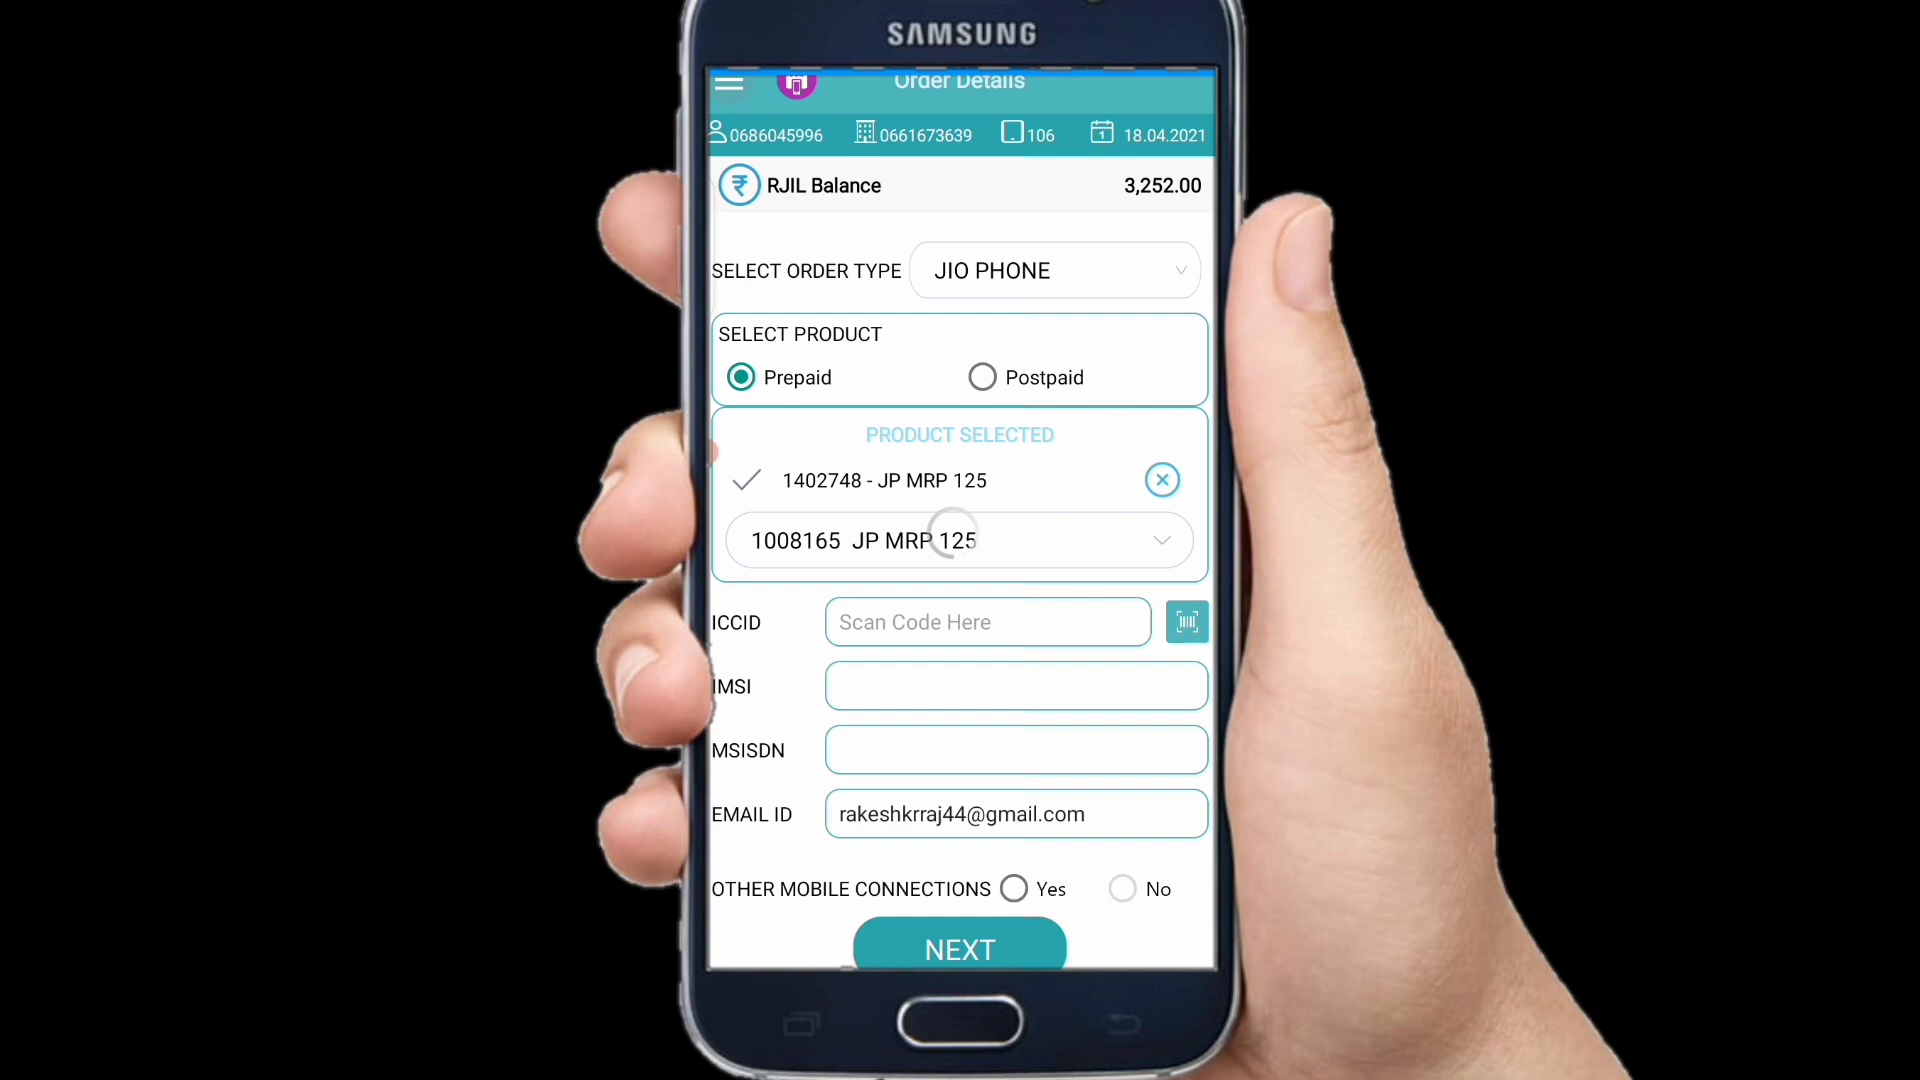 SAMSUNG
Order Details
0686045996 0661673639 106 1 18.04.2021
₹ RJIL Balance 3,252.00
SELECT ORDER TYPE JIO PHONE
SELECT PRODUCT
Prepaid Postpaid
PRODUCT SELECTED
1402748 - JP MRP 125
1008165 JP MRP 125
ICCID Scan Code Here
IMSI
MSISDN
EMAIL ID rakeshkrraj44@gmail.com
OTHER MOBILE CONNECTIONS Yes No
NEXT